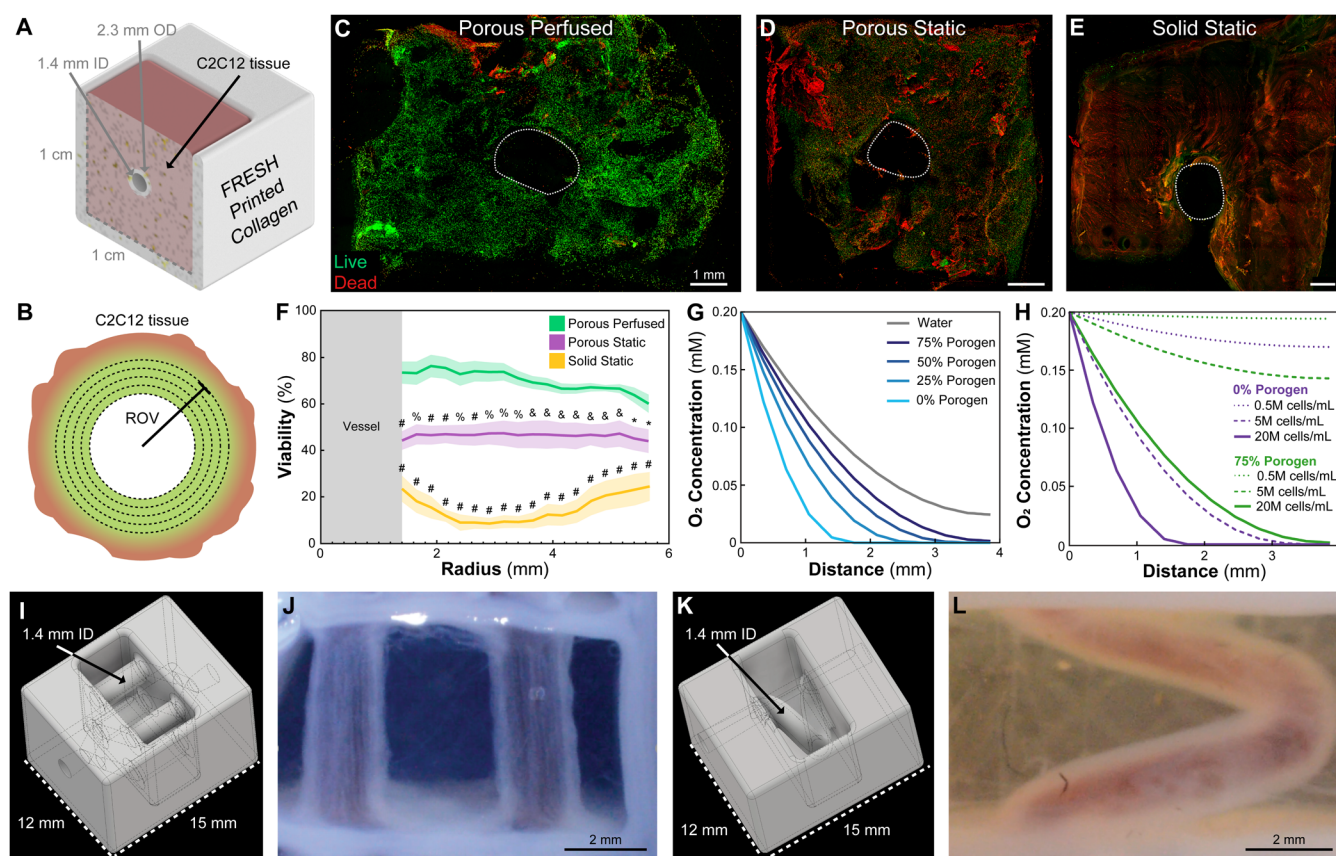 A
2.3 mm OD
1.4 mm ID
C2C12 tissue
1 cm
1 cm
FRESH
Printed
Collagen
B
C2C12 tissue
ROV
C
Porous Perfused
Live
Dead
1 mm
D
Porous Static
E
Solid Static
F
Viability (%)
100
80
60
40
20
0
0
2
4
6
Radius (mm)
Vessel
Porous Perfused
Porous Static
Solid Static
# % # # % # % % % & & & & & & & * *
# # # # # # # # # # # # # # # # # #
G
O₂ Concentration (mM)
0.20
0.15
0.10
0.05
0
0
1
2
3
4
Distance (mm)
Water
75% Porogen
50% Porogen
25% Porogen
0% Porogen
H
O₂ Concentration (mM)
0.20
0.15
0.10
0.05
0
0
1
2
3
Distance (mm)
0% Porogen
0.5M cells/mL
5M cells/mL
20M cells/mL
75% Porogen
0.5M cells/mL
5M cells/mL
20M cells/mL
I
1.4 mm ID
12 mm
15 mm
J
2 mm
K
1.4 mm ID
12 mm
15 mm
L
2 mm